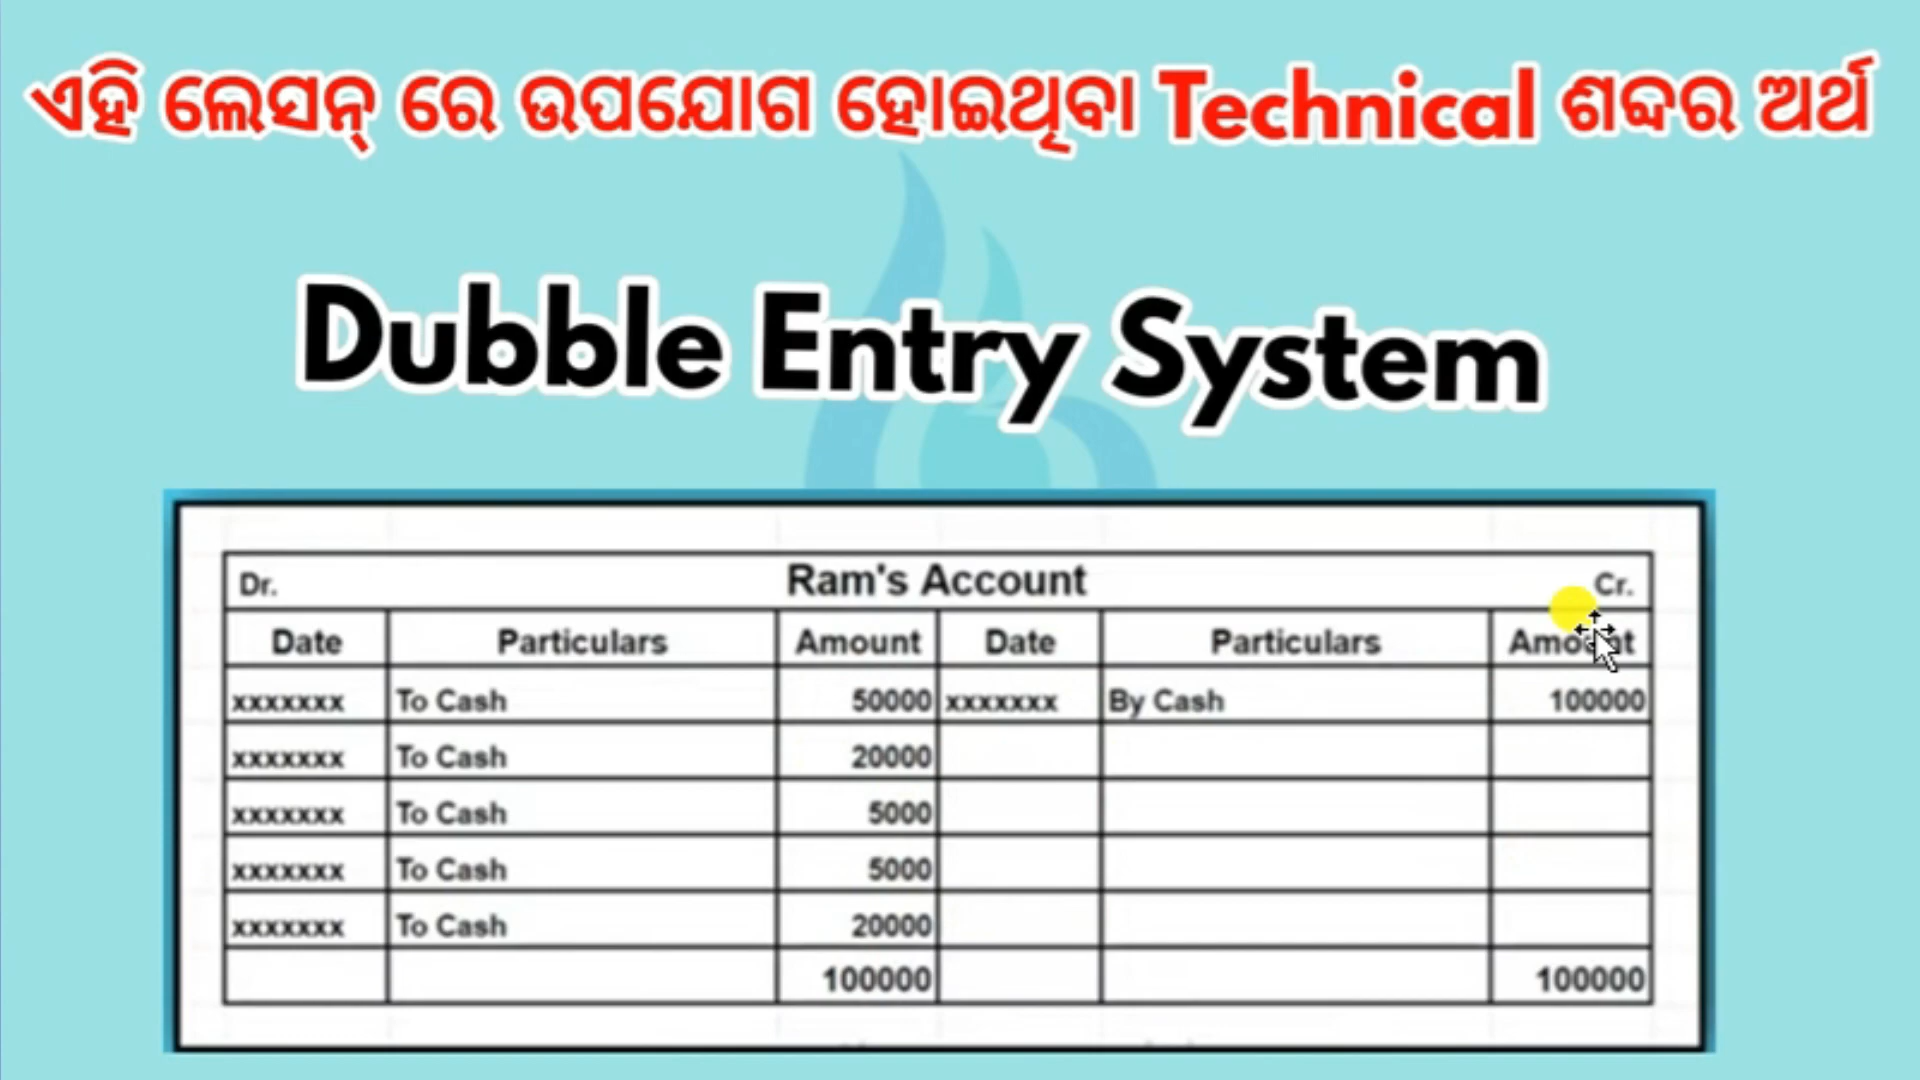 ଏହି ଲେସନ୍ ରେ ଉପଯୋଗ ହୋଇଥିବା Technical ଶବ୍ଦର ଅର୍ଥ
Dubble Entry System
Dr. Ram's Account Cr.
Date Particulars Amount Date Particulars Amount
xxxxxxx To Cash 50000 xxxxxxx By Cash 100000
xxxxxxx To Cash 20000
xxxxxxx To Cash 5000
xxxxxxx To Cash 5000
xxxxxxx To Cash 20000
100000 100000